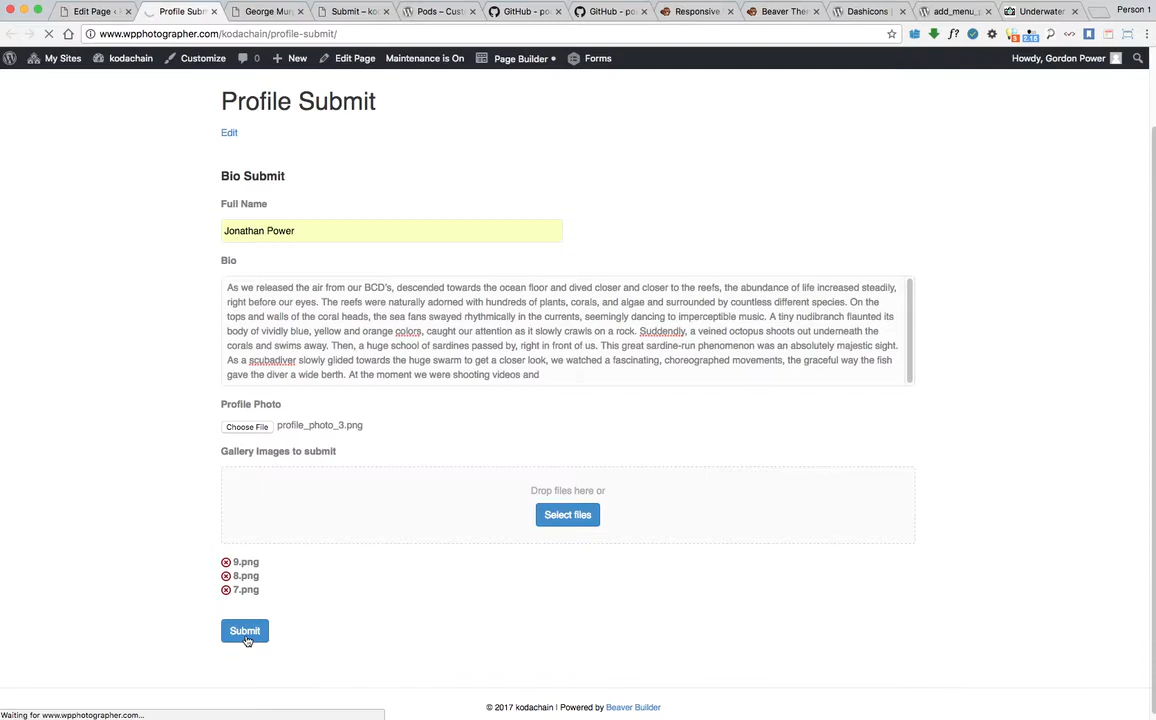 Edit Page ‹
Profile Subm
George Mur
Submit – ko
Pods – Cust
GitHub - po
GitHub - po
Responsive
Beaver The
Dashicons |
add_menu_
Underwater
Person 1
www.wpphotographer.com/kodachain/profile-submit/
My Sites
kodachain
Customize
0
New
Edit Page
Maintenance is On
Page Builder
Forms
Howdy, Gordon Power
Profile Submit
Edit
Bio Submit
Full Name
Jonathan Power
Bio
As we released the air from our BCD's, descended towards the ocean floor and dived closer and closer to the reefs, the abundance of life increased steadily,
right before our eyes. The reefs were naturally adorned with hundreds of plants, corals, and algae and surrounded by countless different species. On the
tops and walls of the coral heads, the sea fans swayed rhythmically in the currents, seemingly dancing to imperceptible music. A tiny nudibranch flaunted its
body of vividly blue, yellow and orange colors, caught our attention as it slowly crawls on a rock. Suddendly, a veined octopus shoots out underneath the
corals and swims away. Then, a huge school of sardines passed by, right in front of us. This great sardine-run phenomenon was an absolutely majestic sight.
As a scubadiver slowly glided towards the huge swarm to get a closer look, we watched a fascinating, choreographed movements, the graceful way the fish
gave the diver a wide berth. At the moment we were shooting videos and
Profile Photo
Choose File profile_photo_3.png
Gallery Images to submit
Drop files here or
Select files
9.png
8.png
7.png
Submit
© 2017 kodachain | Powered by Beaver Builder
Waiting for www.wpphotographer.com...